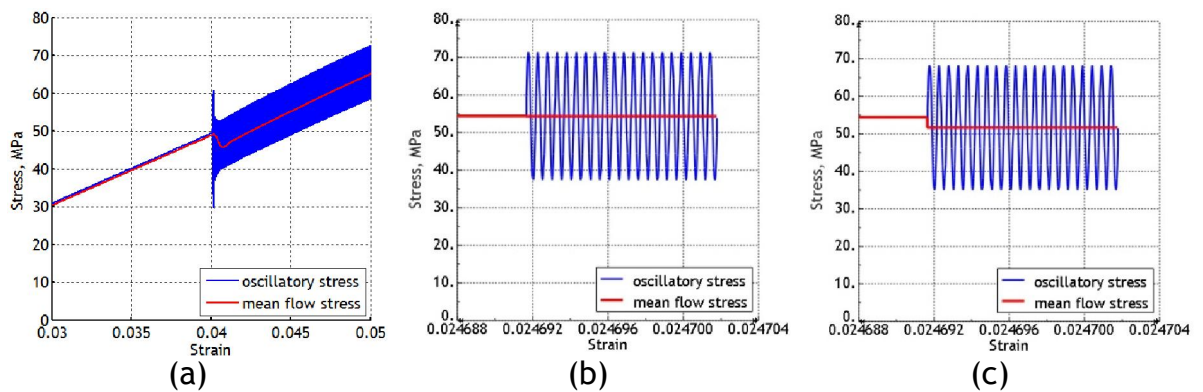 80
70
60
50
40
30
20
10
0
Stress, MPa
0.03 0.035 0.04 0.045 0.05
Strain
oscillatory stress
mean flow stress
(a)
80.
70.
60.
50.
40.
30.
20.
10.
0.
Stress, MPa
0.024688 0.024692 0.024696 0.024700 0.024704
Strain
oscillatory stress
mean flow stress
(b)
80.
70.
60.
50.
40.
30.
20.
10.
0.
Stress, MPa
0.024688 0.024692 0.024696 0.024700 0.024704
Strain
oscillatory stress
mean flow stress
(c)